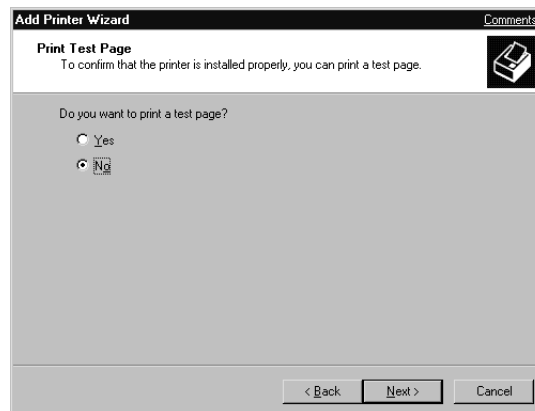 Add Printer Wizard Comments
Print Test Page
To confirm that the printer is installed properly, you can print a test page.
Do you want to print a test page?
Yes
No
< Back Next > Cancel